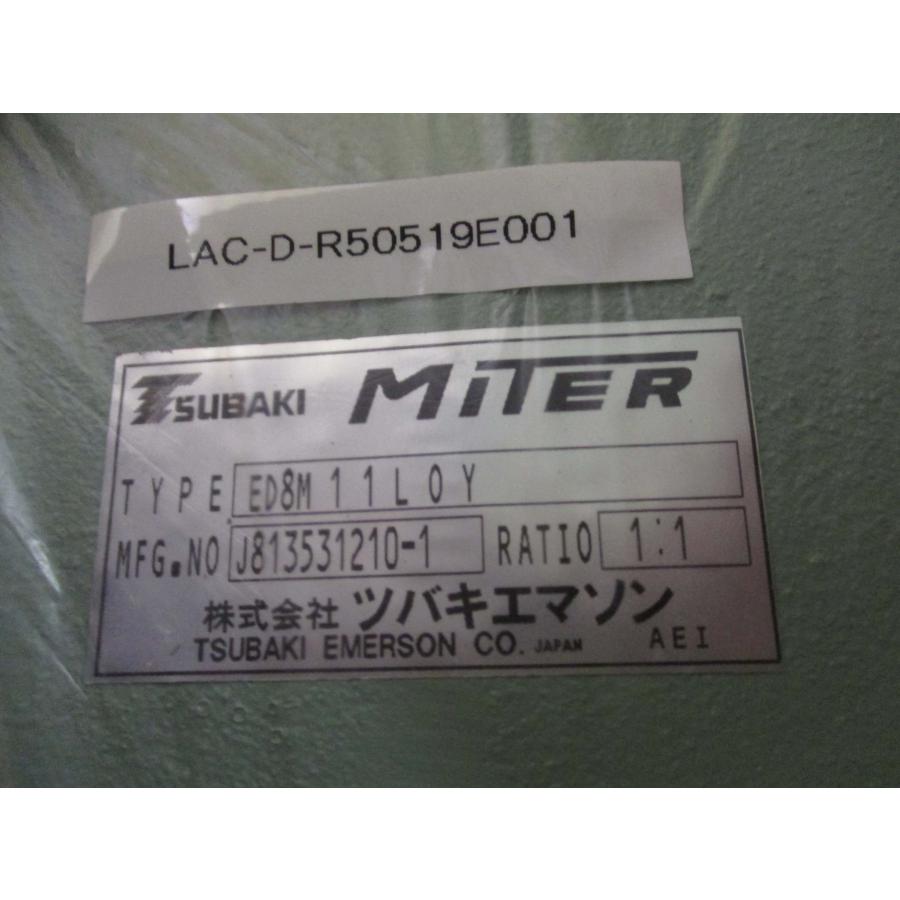 LAC-D-R50519E001
TSUBAKI MITER
TYPE ED8M 11LOY
MFG.NO J813531210-1 RATIO 1:1
株式会社 ツバキエマソン
TSUBAKI EMERSON CO. JAPAN AEI